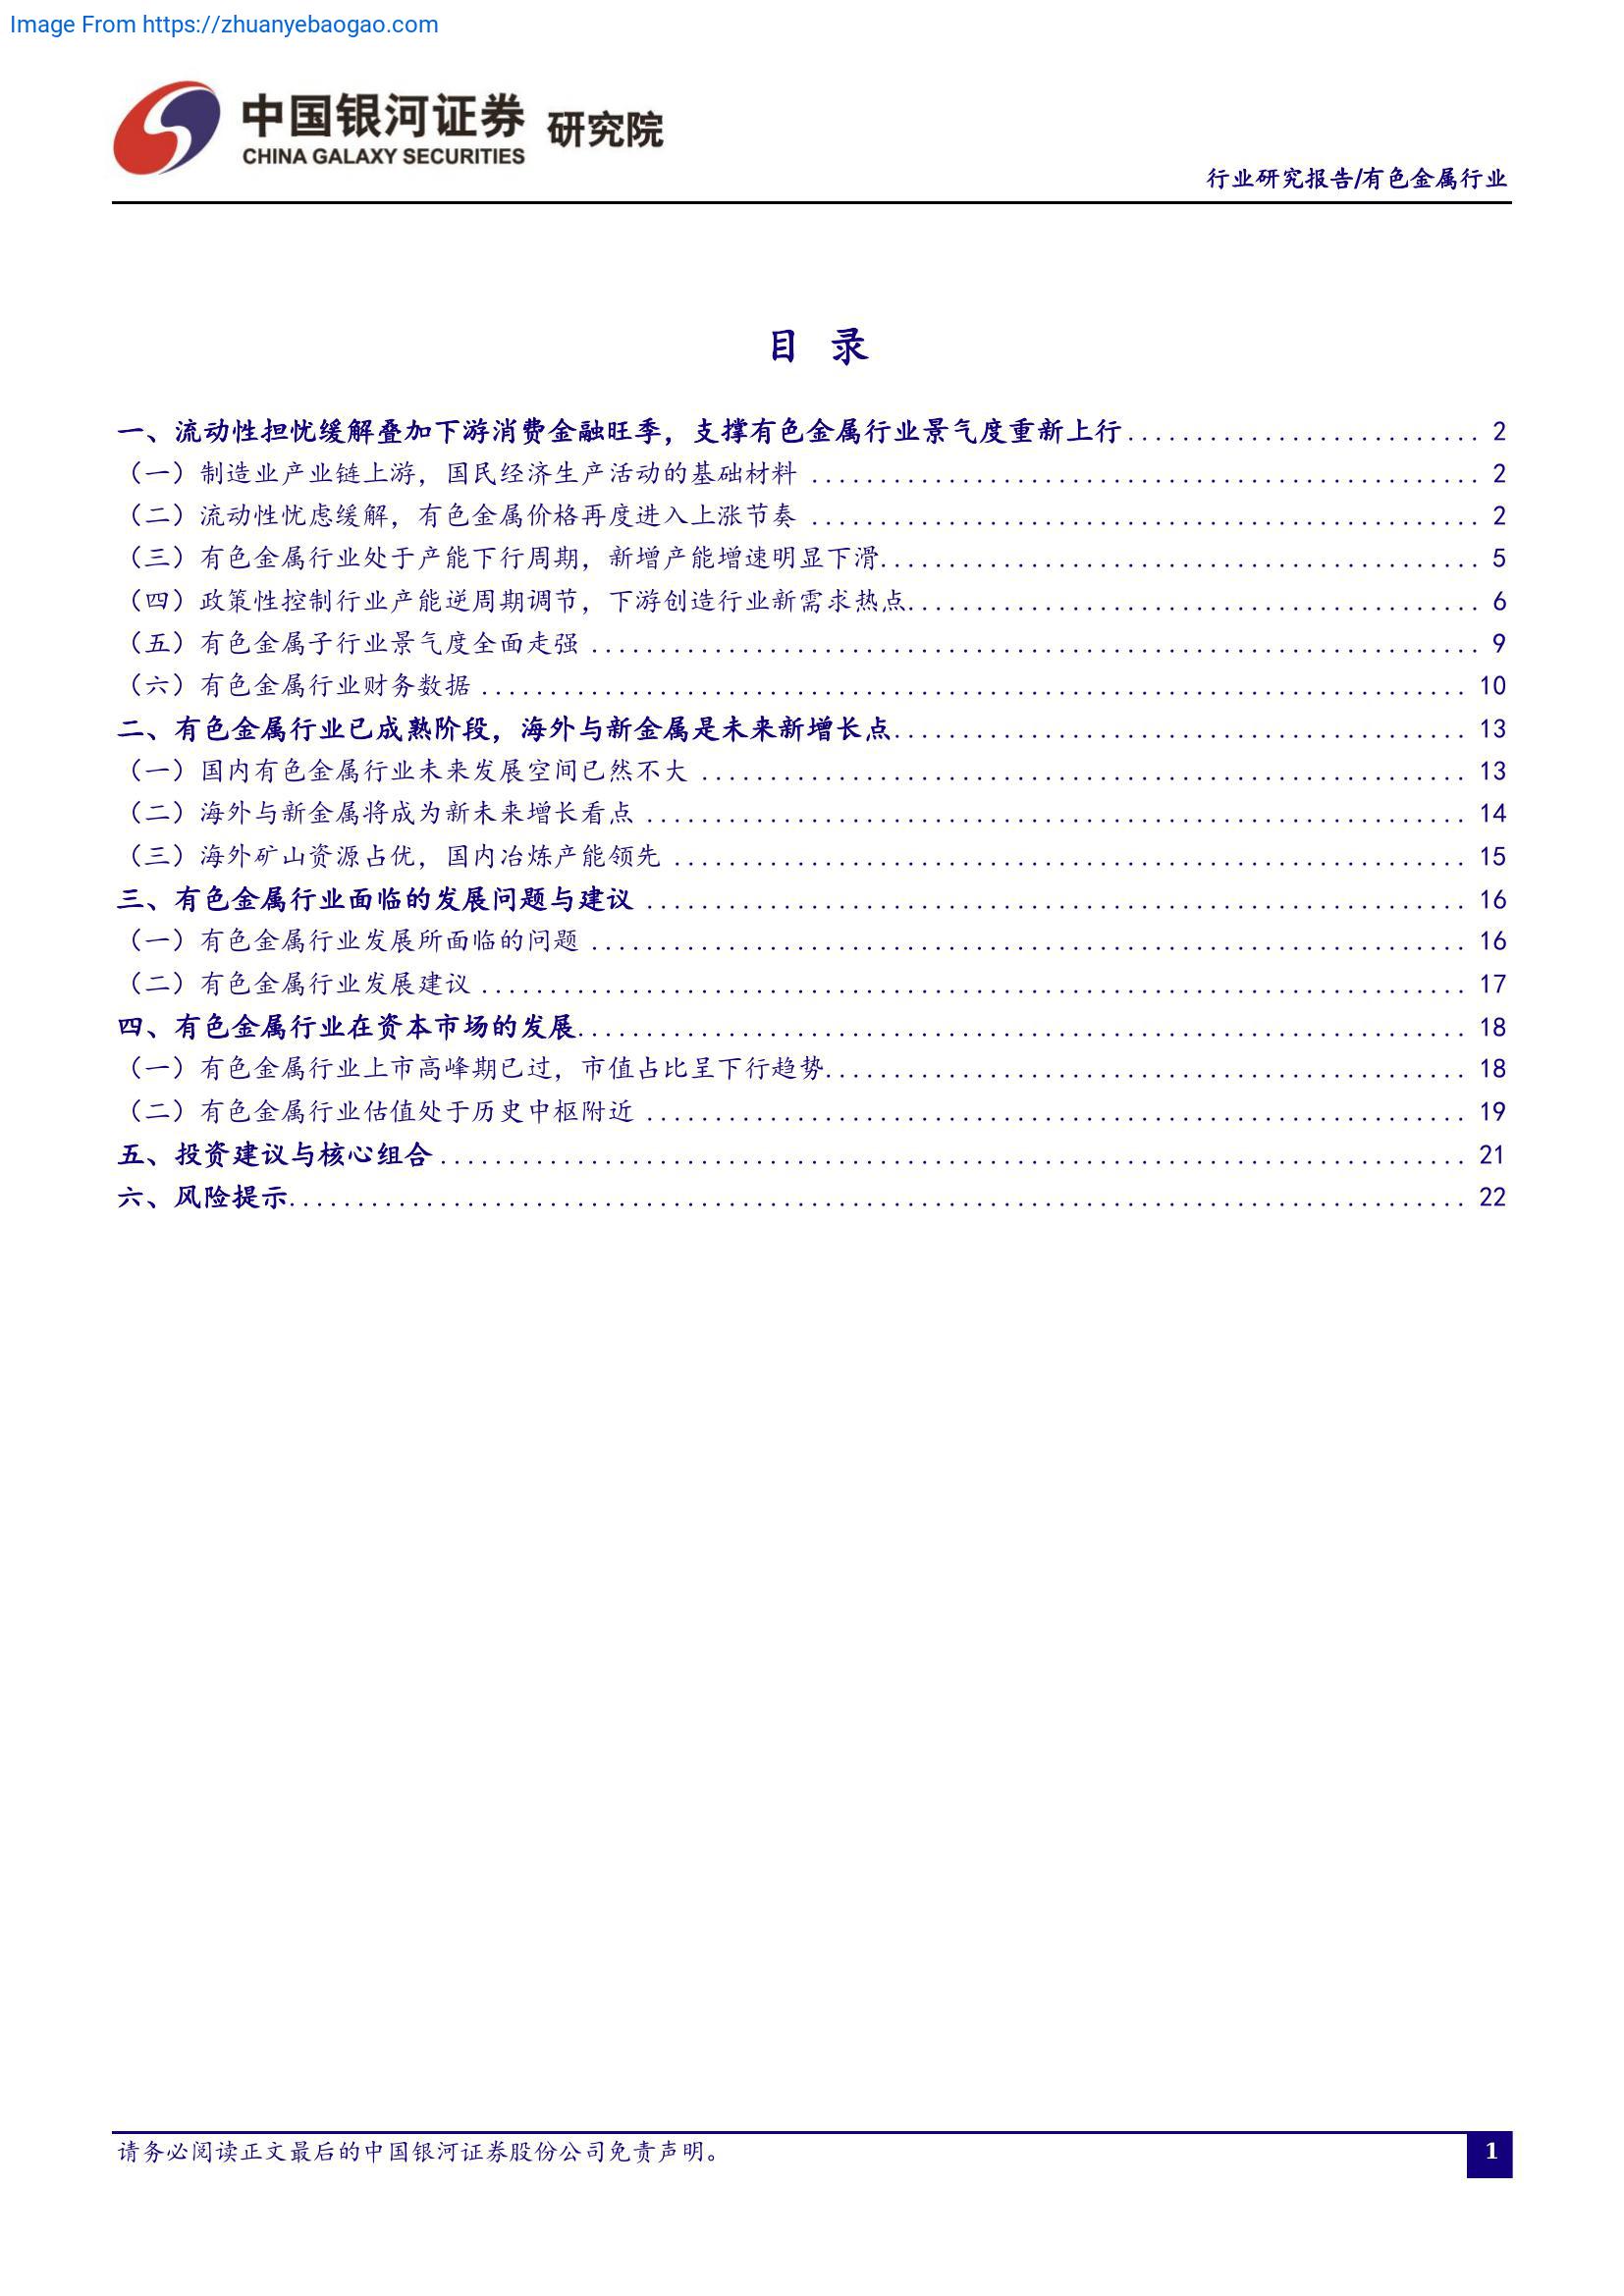 Image From https://zhuanyebaogao.com
中国银河证券 研究院
CHINA GALAXY SECURITIES
行业研究报告/有色金属行业
目 录
一、流动性担忧缓解叠加下游消费金融旺季，支撑有色金属行业景气度重新上行.......................... 2
（一）制造业产业链上游，国民经济生产活动的基础材料 ................................................. 2
（二）流动性忧虑缓解，有色金属价格再度进入上涨节奏 ................................................. 2
（三）有色金属行业处于产能下行周期，新增产能增速明显下滑............................................ 5
（四）政策性控制行业产能逆周期调节，下游创造行业新需求热点.......................................... 6
（五）有色金属子行业景气度全面走强 ................................................................. 9
（六）有色金属行业财务数据 ........................................................................ 10
二、有色金属行业已成熟阶段，海外与新金属是未来新增长点.......................................... 13
（一）国内有色金属行业未来发展空间已然不大 ........................................................ 13
（二）海外与新金属将成为新未来增长看点 ............................................................ 14
（三）海外矿山资源占优，国内冶炼产能领先 .......................................................... 15
三、有色金属行业面临的发展问题与建议 ............................................................ 16
（一）有色金属行业发展所面临的问题 ................................................................ 16
（二）有色金属行业发展建议 ........................................................................ 17
四、有色金属行业在资本市场的发展................................................................. 18
（一）有色金属行业上市高峰期已过，市值占比呈下行趋势............................................... 18
（二）有色金属行业估值处于历史中枢附近 ............................................................ 19
五、投资建议与核心组合 ........................................................................... 21
六、风险提示...................................................................................... 22
请务必阅读正文最后的中国银河证券股份公司免责声明。
1